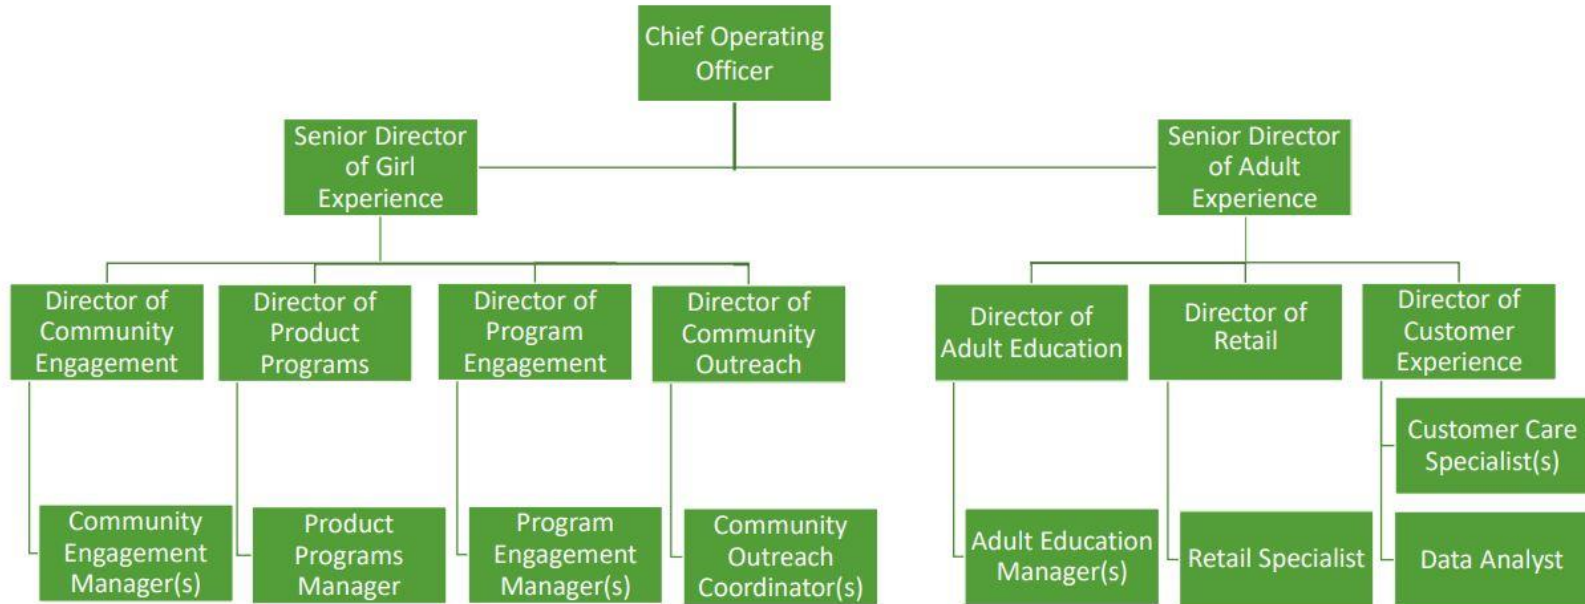 Chief Operating
Officer
Senior Director
of Girl
Experience
Senior Director
of Adult
Experience
Director of
Community
Engagement
Director of
Product
Programs
Director of
Program
Engagement
Director of
Community
Outreach
Director of
Adult Education
Director of
Retail
Director of
Customer
Experience
Customer Care
Specialist(s)
Community
Engagement
Manager(s)
Product
Programs
Manager
Program
Engagement
Manager(s)
Community
Outreach
Coordinator(s)
Adult Education
Manager(s)
Retail Specialist
Data Analyst